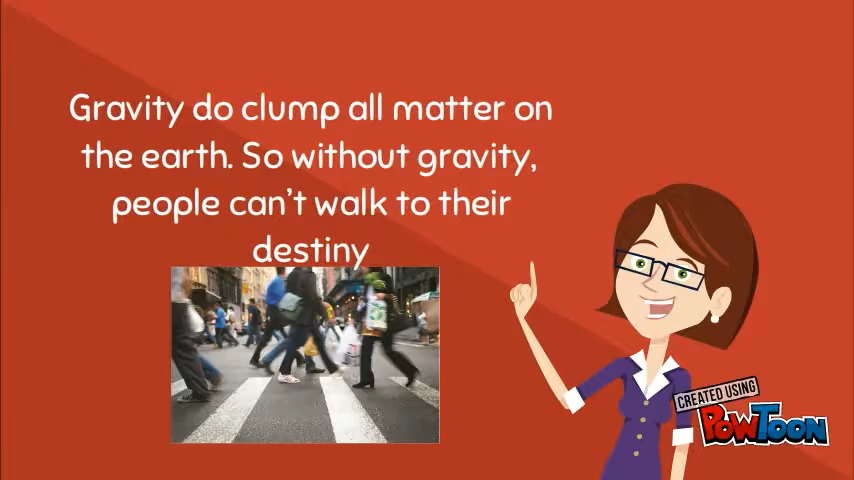 Gravity do clump all matter on
the earth. So without gravity,
people can't walk to their
destiny
CREATED USING
POWTOON